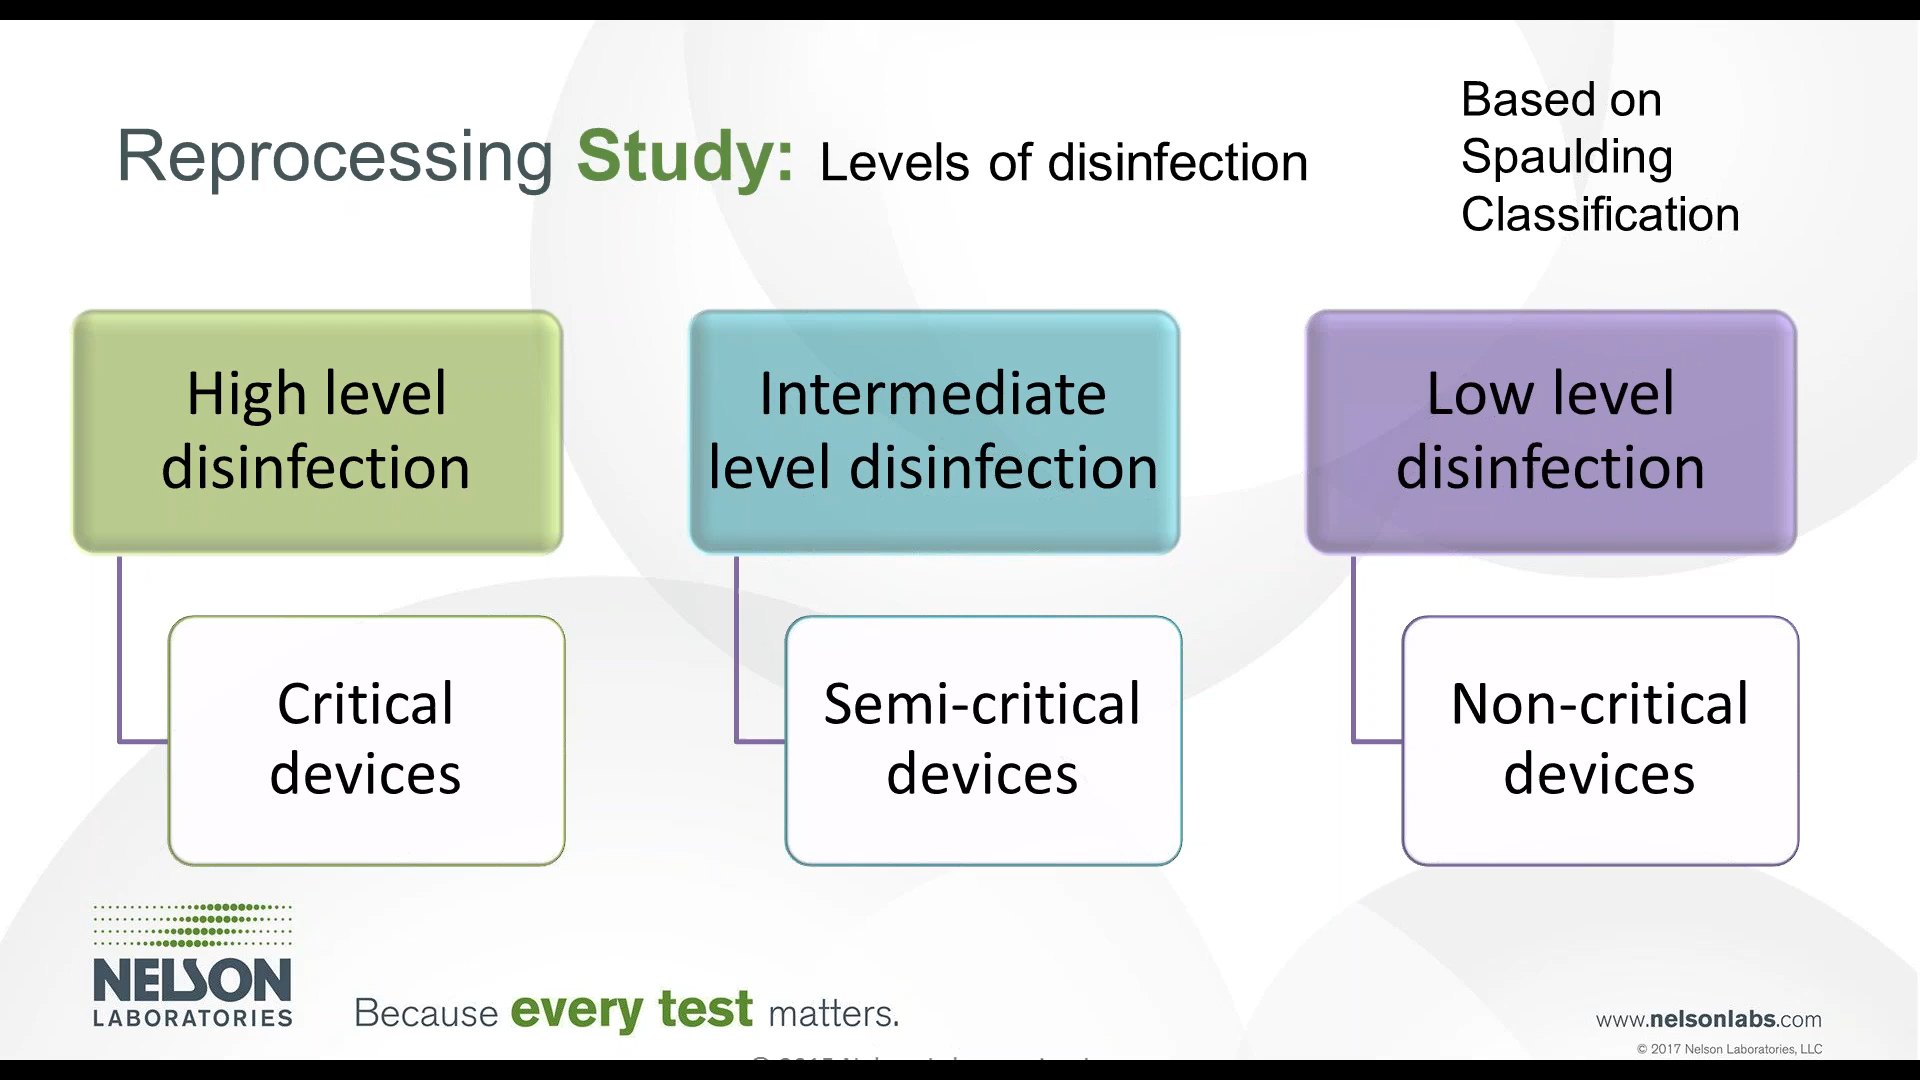 Reprocessing Study: Levels of disinfection
Based on
Spaulding
Classification
High level
disinfection
Intermediate
level disinfection
Low level
disinfection
Critical
devices
Semi-critical
devices
Non-critical
devices
NELSON
LABORATORIES
Because every test matters.
www.nelsonlabs.com
© 2017 Nelson Laboratories, LLC